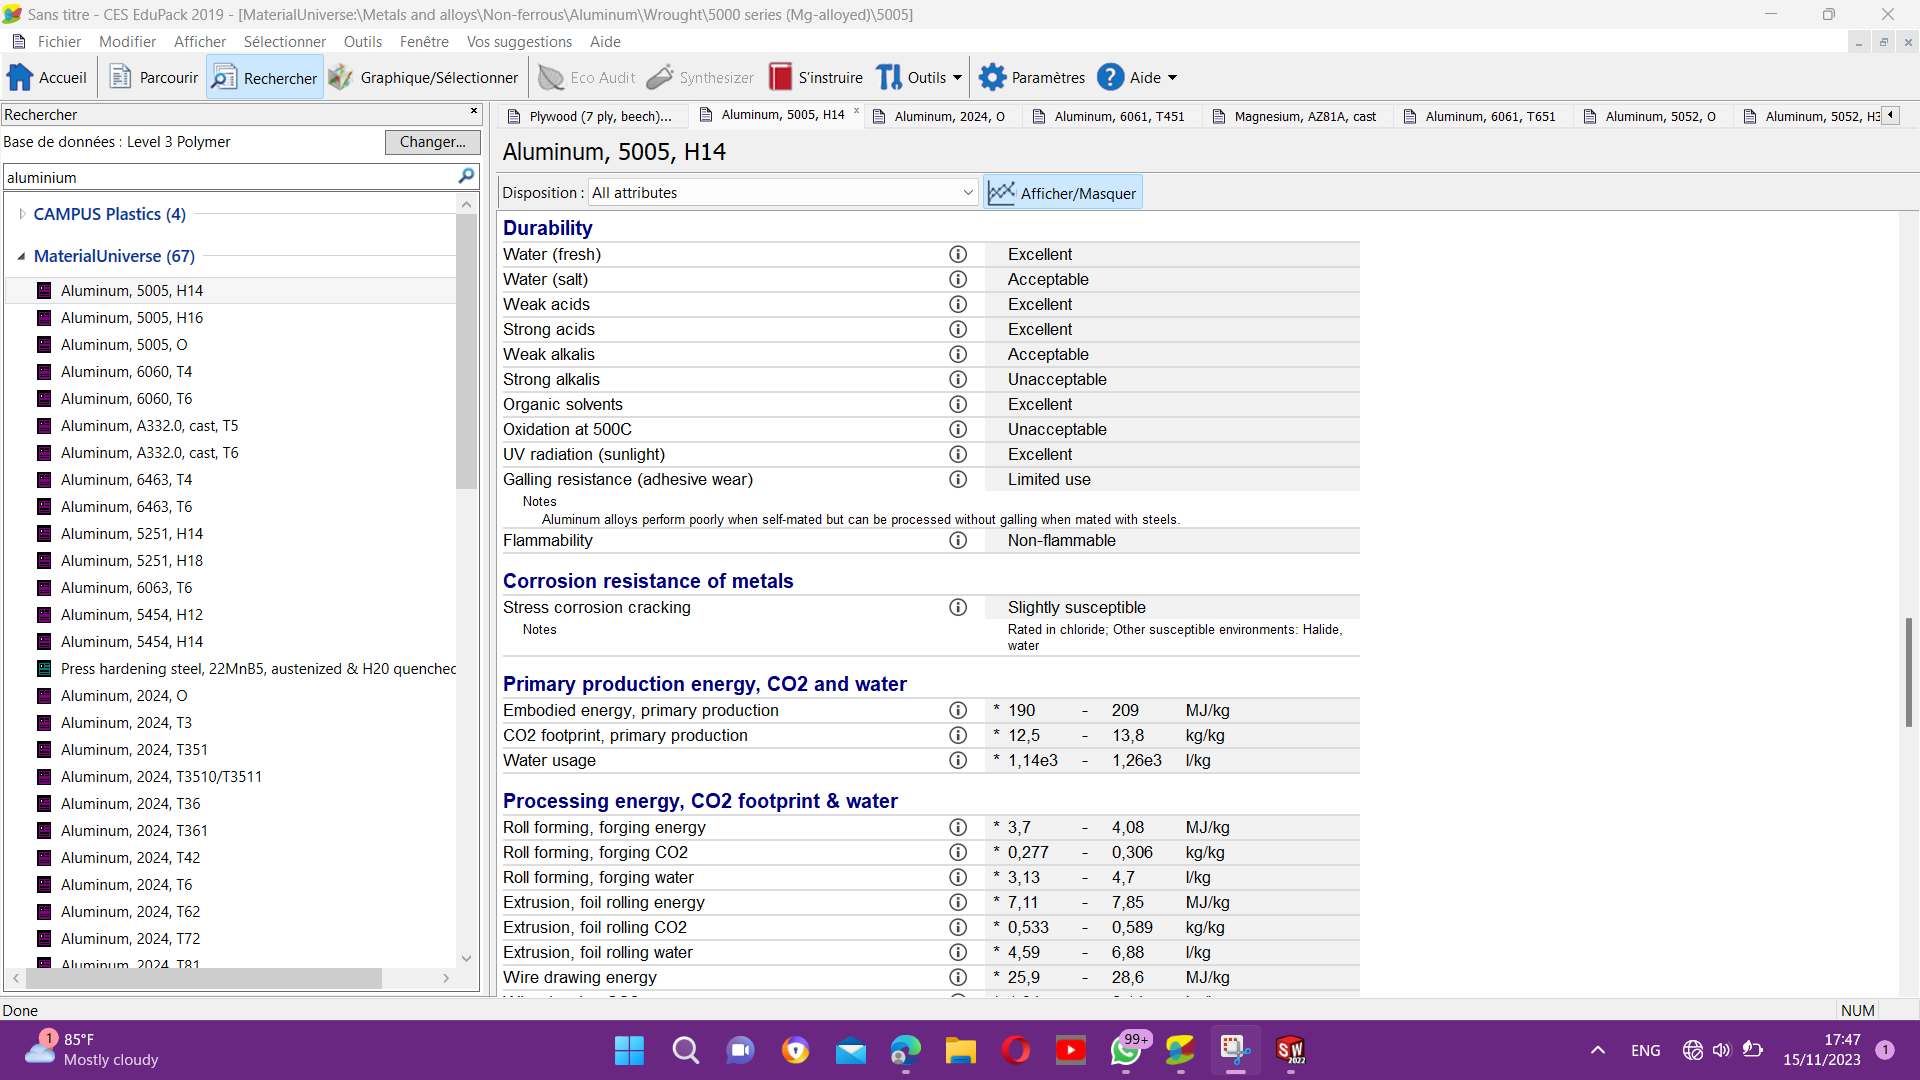 Sans titre - CES EduPack 2019 - [MaterialUniverse:\Metals and alloys\Non-ferrous\Aluminum\Wrought\5000 series (Mg-alloyed)\5005]
Fichier Modifier Afficher Sélectionner Outils Fenêtre Vos suggestions Aide
Accueil Parcourir Rechercher Graphique/Sélectionner Eco Audit Synthesizer S'instruire Outils Paramètres Aide
Rechercher
Base de données : Level 3 Polymer Changer...
aluminium
CAMPUS Plastics (4)
MaterialUniverse (67)
Aluminum, 5005, H14
Aluminum, 5005, H16
Aluminum, 5005, O
Aluminum, 6060, T4
Aluminum, 6060, T6
Aluminum, A332.0, cast, T5
Aluminum, A332.0, cast, T6
Aluminum, 6463, T4
Aluminum, 6463, T6
Aluminum, 5251, H14
Aluminum, 5251, H18
Aluminum, 6063, T6
Aluminum, 5454, H12
Aluminum, 5454, H14
Press hardening steel, 22MnB5, austenized & H20 quenched
Aluminum, 2024, O
Aluminum, 2024, T3
Aluminum, 2024, T351
Aluminum, 2024, T3510/T3511
Aluminum, 2024, T36
Aluminum, 2024, T361
Aluminum, 2024, T42
Aluminum, 2024, T6
Aluminum, 2024, T62
Aluminum, 2024, T72
Aluminum, 2024, T81
Plywood (7 ply, beech)... Aluminum, 5005, H14 Aluminum, 2024, O Aluminum, 6061, T451 Magnesium, AZ81A, cast Aluminum, 6061, T651 Aluminum, 5052, O Aluminum, 5052, H3
Aluminum, 5005, H14
Disposition : All attributes Afficher/Masquer
Durability
Water (fresh) Excellent
Water (salt) Acceptable
Weak acids Excellent
Strong acids Excellent
Weak alkalis Acceptable
Strong alkalis Unacceptable
Organic solvents Excellent
Oxidation at 500C Unacceptable
UV radiation (sunlight) Excellent
Galling resistance (adhesive wear) Limited use
Notes
Aluminum alloys perform poorly when self-mated but can be processed without galling when mated with steels.
Flammability Non-flammable
Corrosion resistance of metals
Stress corrosion cracking Slightly susceptible
Notes Rated in chloride; Other susceptible environments: Halide,
water
Primary production energy, CO2 and water
Embodied energy, primary production * 190 - 209 MJ/kg
CO2 footprint, primary production * 12,5 - 13,8 kg/kg
Water usage * 1,14e3 - 1,26e3 l/kg
Processing energy, CO2 footprint & water
Roll forming, forging energy * 3,7 - 4,08 MJ/kg
Roll forming, forging CO2 * 0,277 - 0,306 kg/kg
Roll forming, forging water * 3,13 - 4,7 l/kg
Extrusion, foil rolling energy * 7,11 - 7,85 MJ/kg
Extrusion, foil rolling CO2 * 0,533 - 0,589 kg/kg
Extrusion, foil rolling water * 4,59 - 6,88 l/kg
Wire drawing energy * 25,9 - 28,6 MJ/kg
Done NUM
1 85°F
Mostly cloudy
99+
SW 2022
ENG
17:47
15/11/2023
1